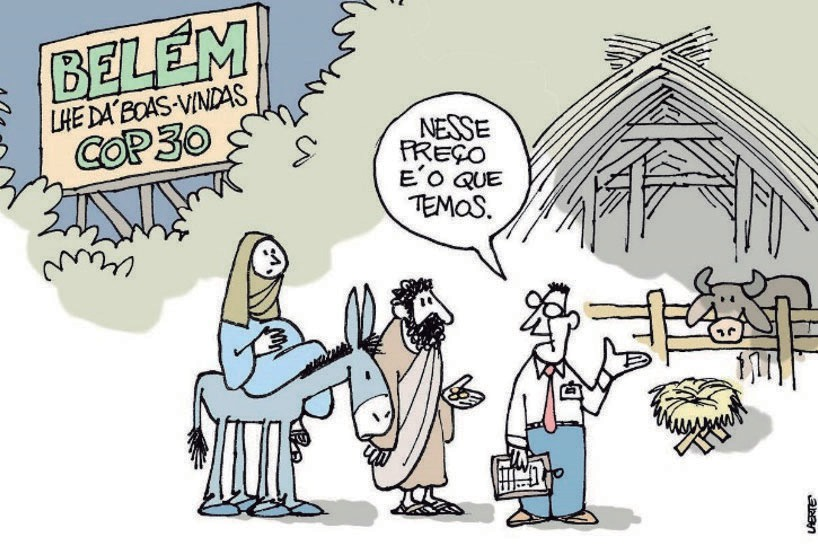 BELÉM
LHE DÁ BOAS-VINDAS
COP 30
NESSE
PREÇO
É O QUE
TEMOS.
LAERTE